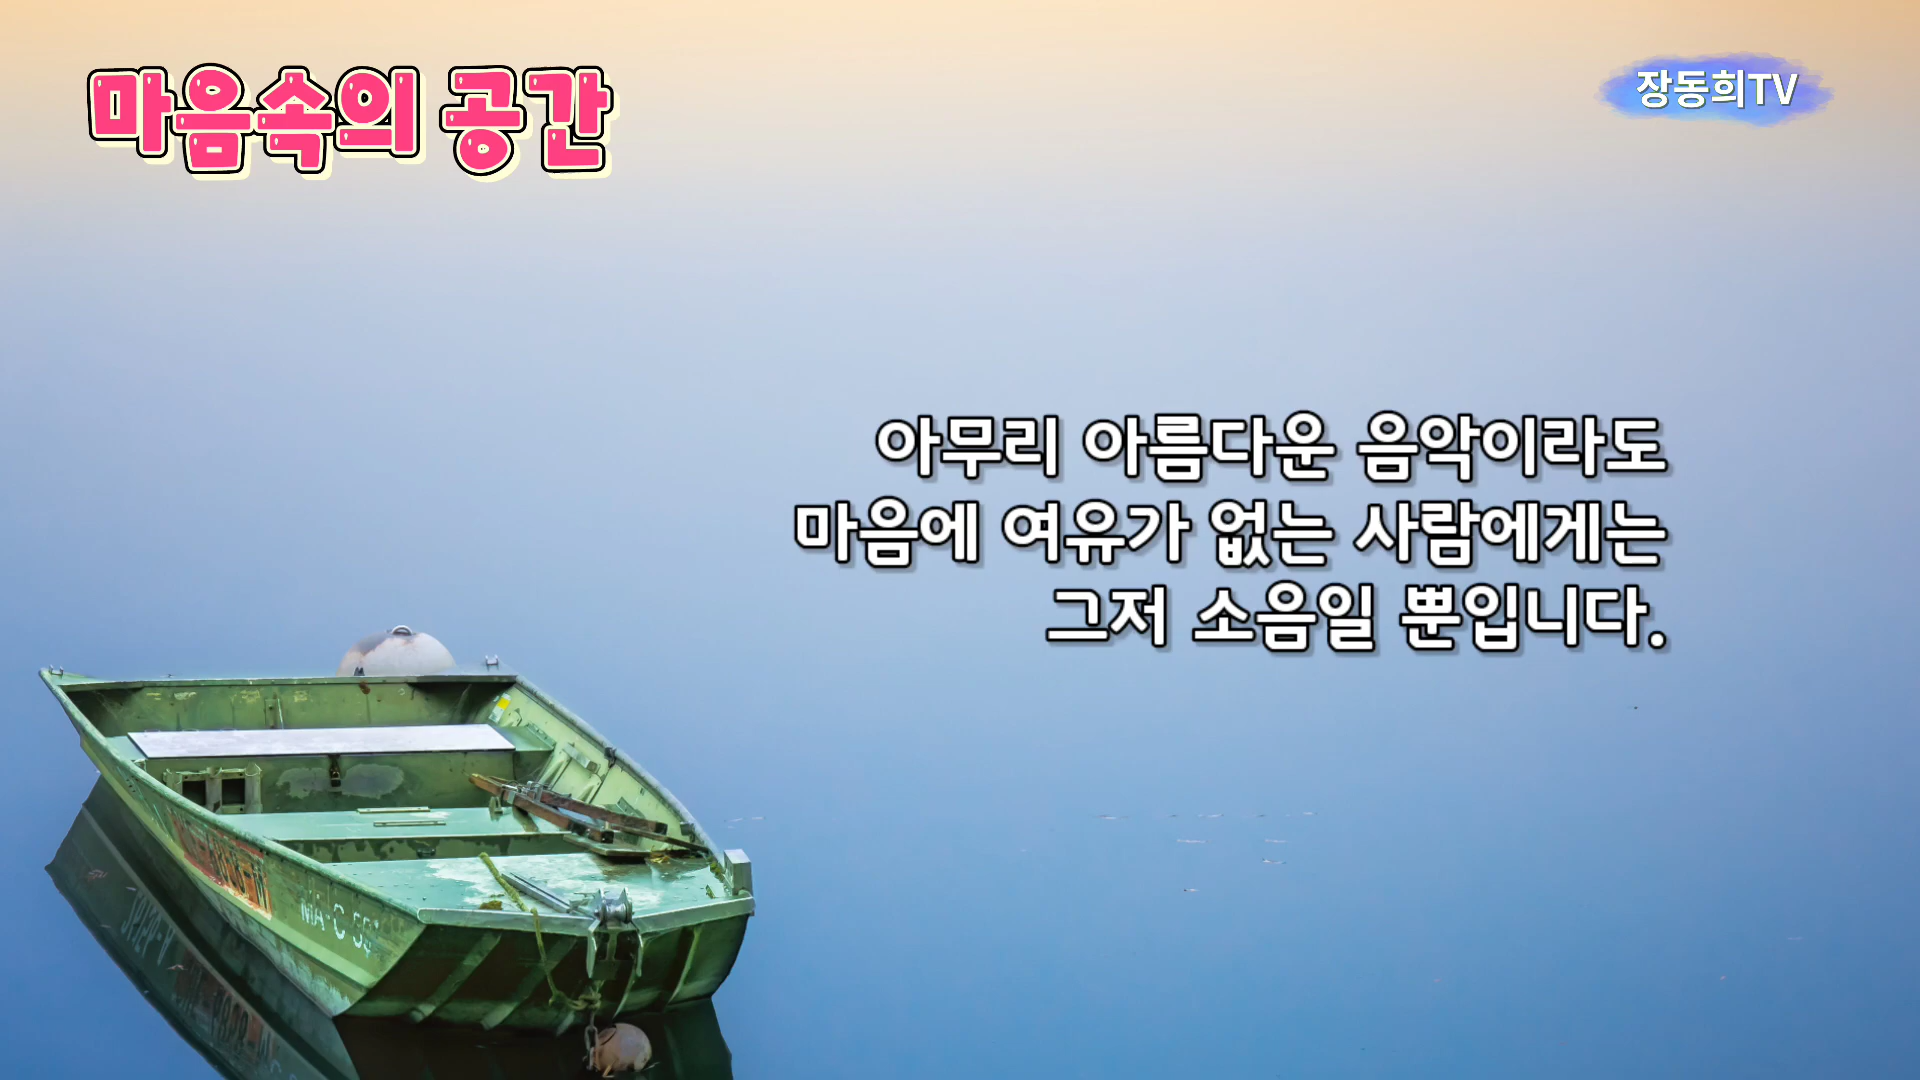 마음속의 공간
장동희TV
아무리 아름다운 음악이라도
마음에 여유가 없는 사람에게는
그저 소음일 뿐입니다.
MA-C